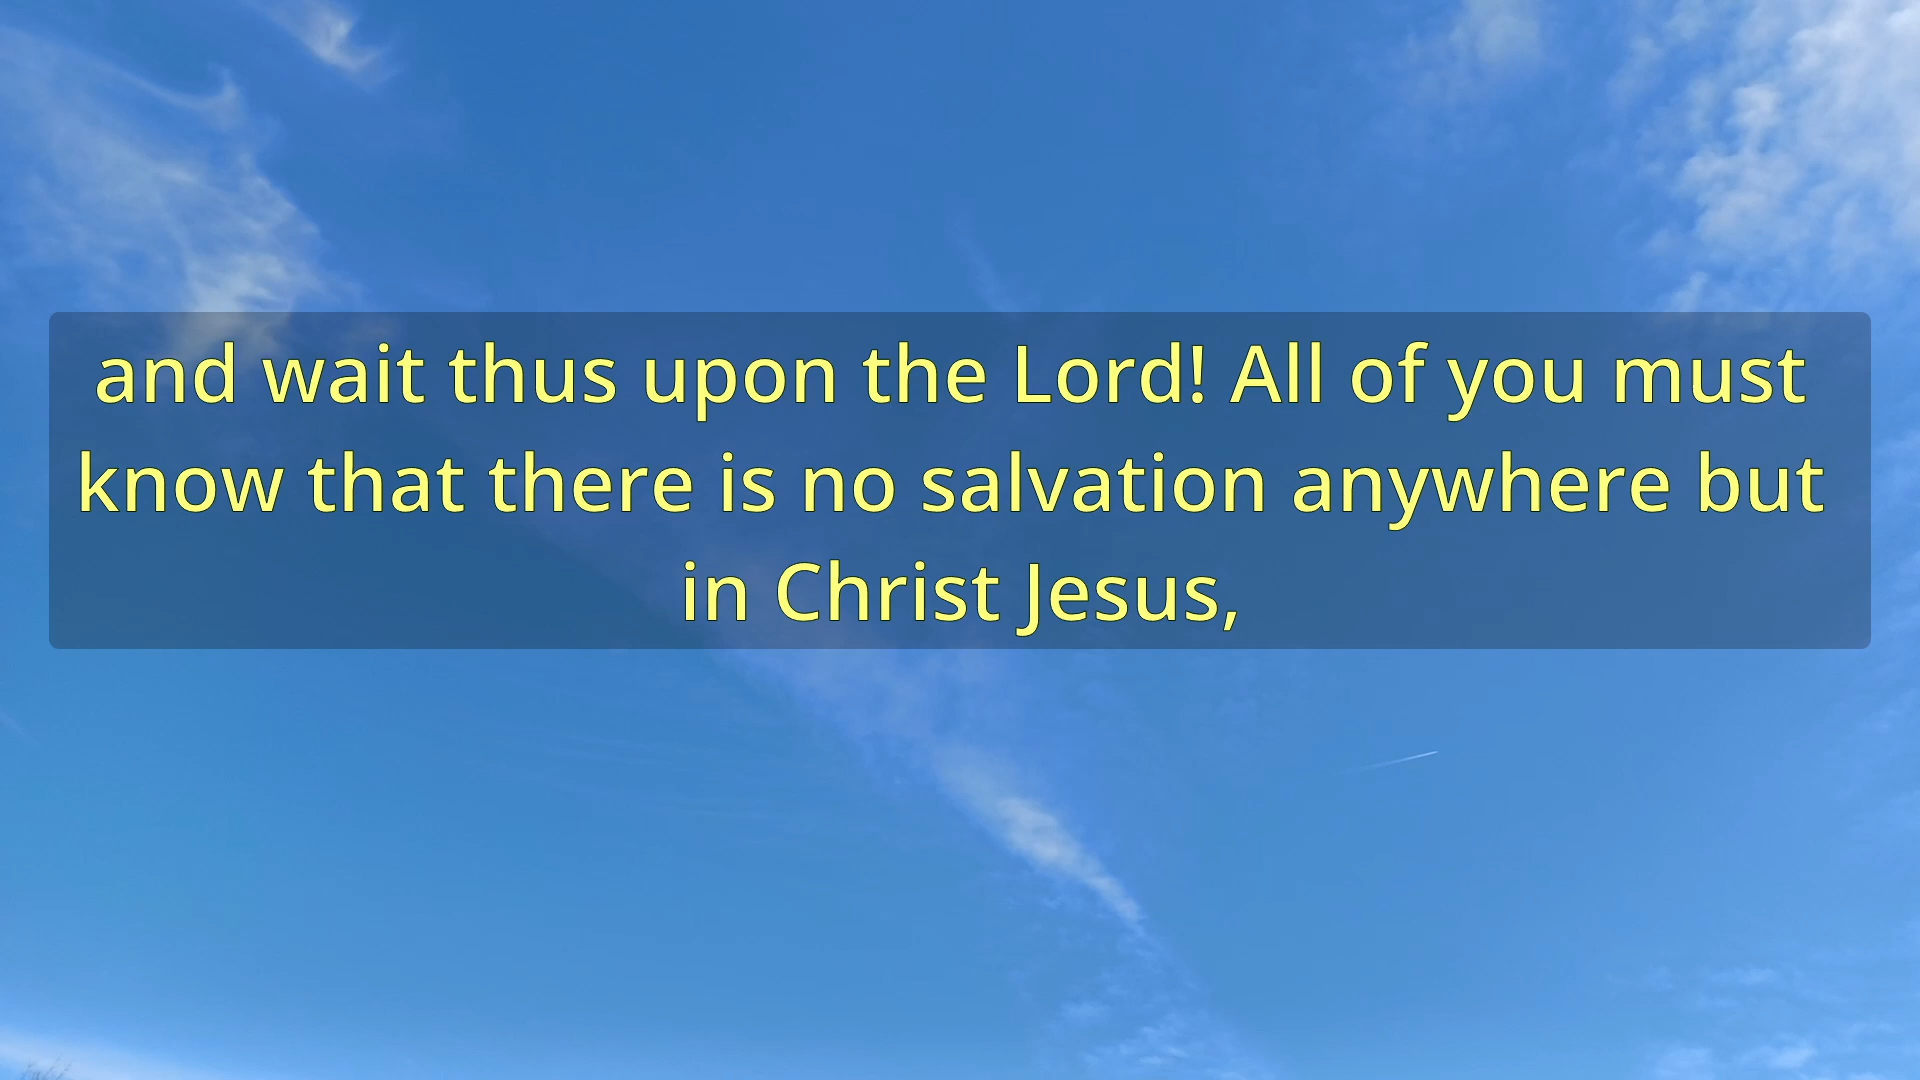 and wait thus upon the Lord! All of you must
know that there is no salvation anywhere but
in Christ Jesus,